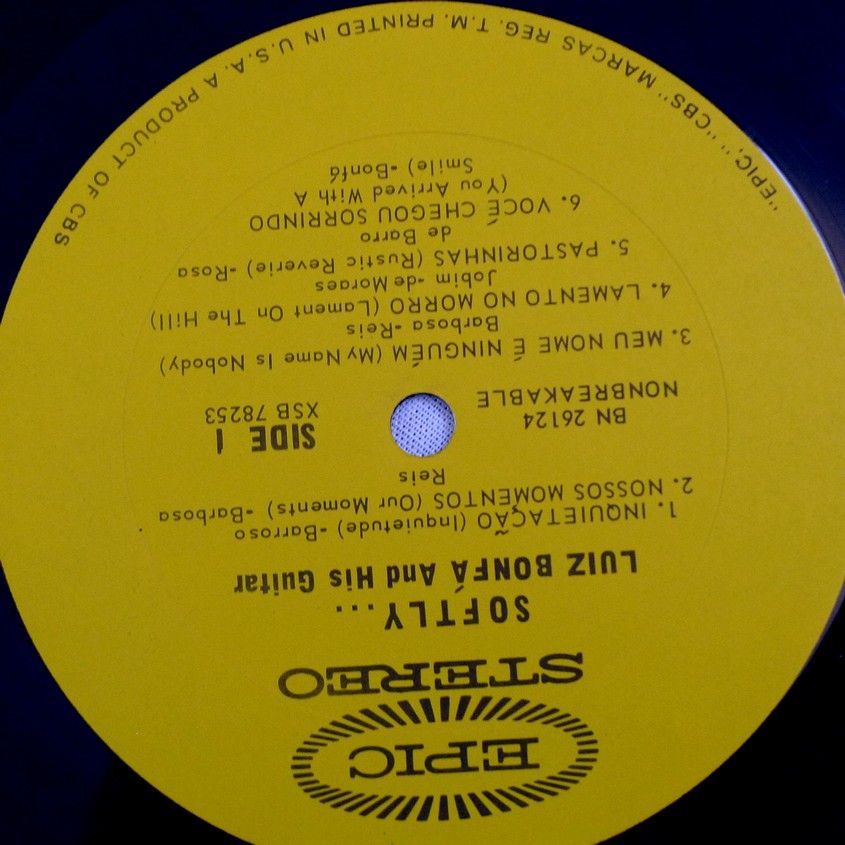 EPIC
STEREO
SOFTLY...
LUIZ BONFÁ And His Guitar
1. INQUIETAÇÃO (Inquietude) -Barroso
2. NOSSOS MOMENTOS (Our Moments) -Barbosa
Reis
SIDE 1
XSB 78253
BN 26124
NONBREAKABLE
3. MEU NOME É NINGUÉM (My Name Is Nobody)
Barbosa -Reis
4. LAMENTO NO MORRO (Lament On The Hill)
Jobim -de Moraes
5. PASTORINHAS (Rustic Reverie) -Rosa
de Barro
6. VOCÉ CHEGOU SORRINDO
(You Arrived With A
Smile) -Bonfá
"EPIC," "CBS" MARCAS REG. T.M. PRINTED IN U.S.A. A PRODUCT OF CBS